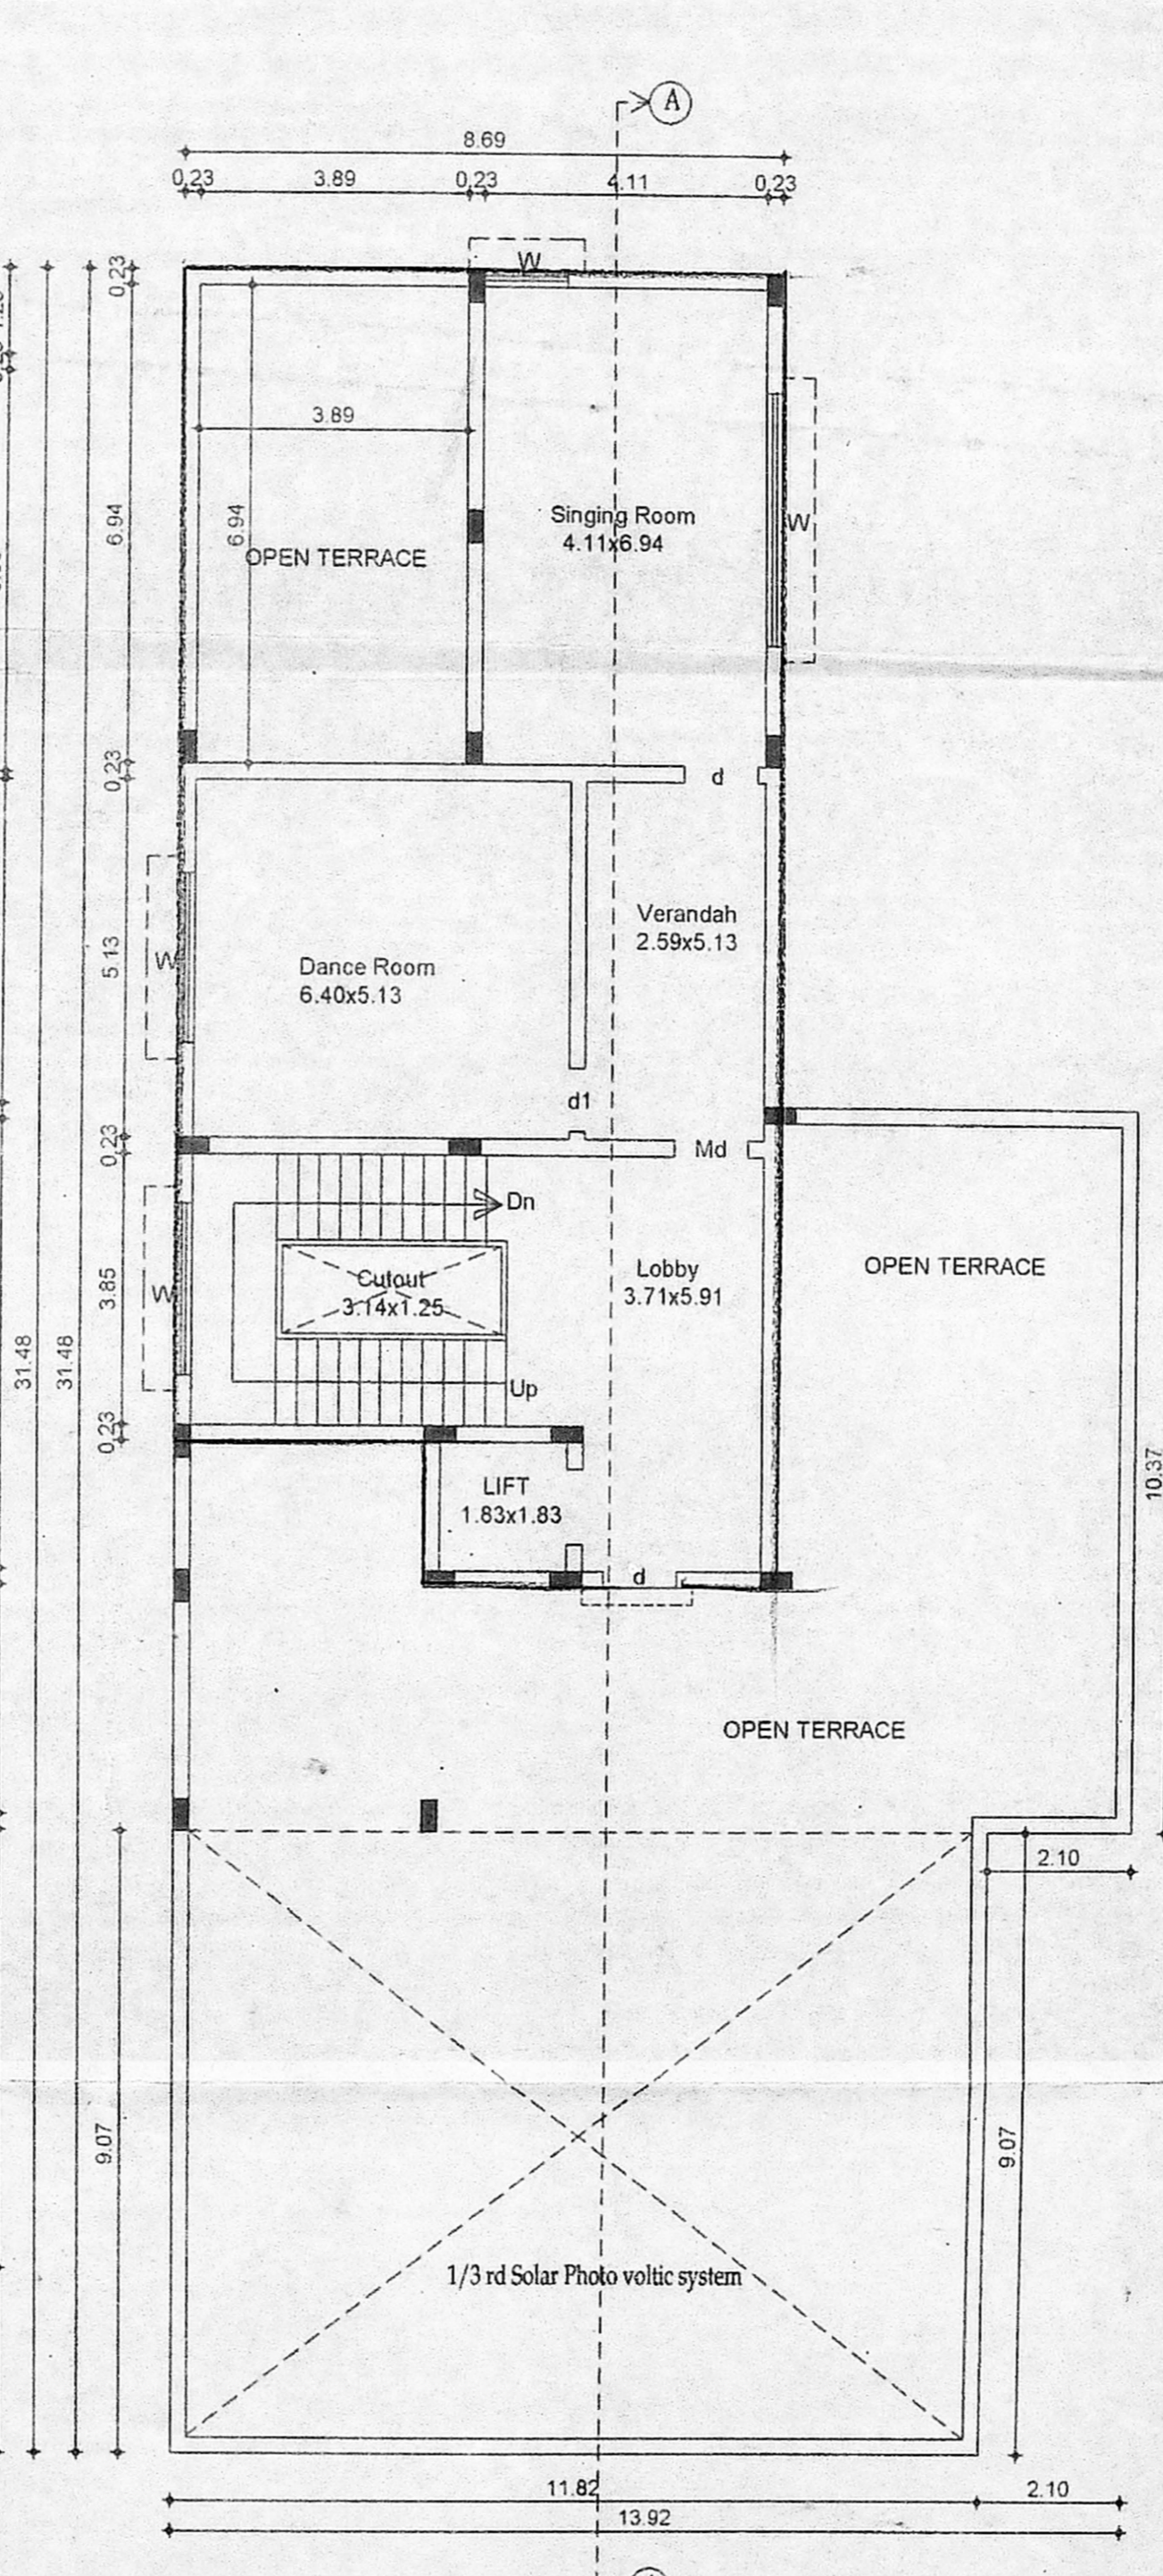 A
8.69
0.23
3.89
0.23
4.11
0.23
W
0.23
3.89
Singing Room
4.11x6.94
W
6.94
6.94
OPEN TERRACE
0.23
d
Verandah
2.59x5.13
W
5.13
Dance Room
6.40x5.13
d1
0.23
Md
Dn
OPEN TERRACE
Lobby
3.71x5.91
Cutout
3.14x1.25
W
3.85
31.48
31.48
Up
0.23
LIFT
1.83x1.83
10.37
d
OPEN TERRACE
2.10
9.07
9.07
1/3 rd Solar Photo voltic system
11.82
2.10
13.92